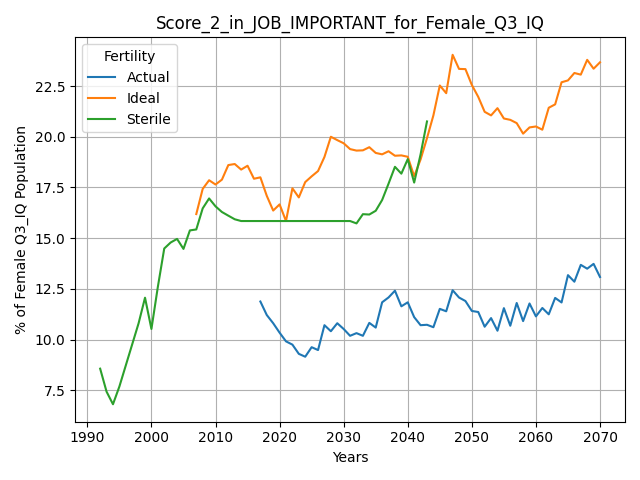 Score_2_in_JOB_IMPORTANT_for_Female_Q3_IQ
Fertility
Actual
Ideal
Sterile
% of Female Q3_IQ Population
22.5
20.0
17.5
15.0
12.5
10.0
7.5
1990 2000 2010 2020 2030 2040 2050 2060 2070
Years